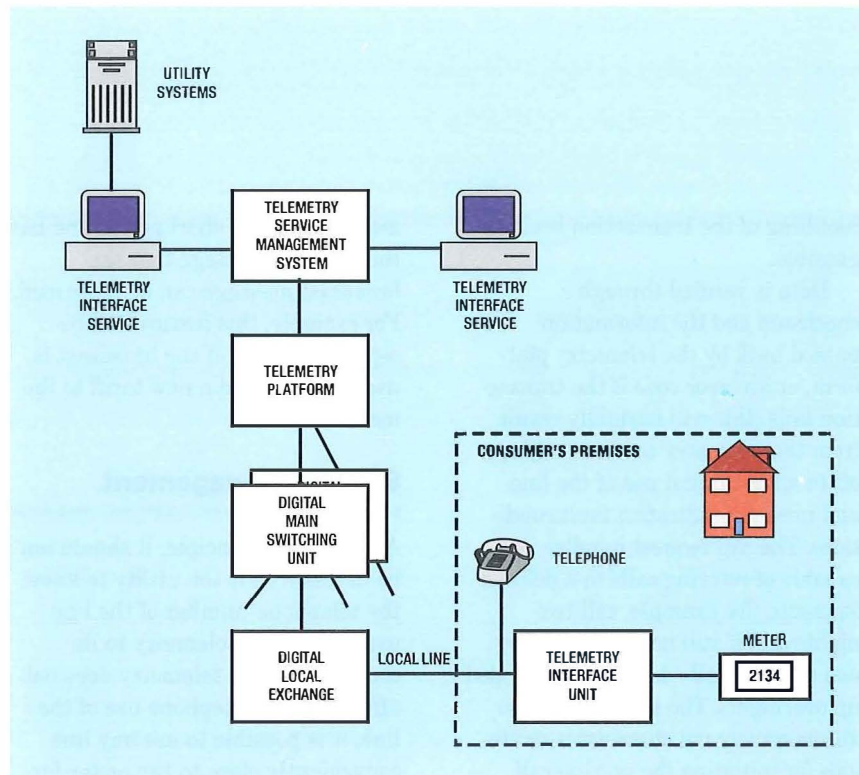 UTILITY
SYSTEMS
TELEMETRY
SERVICE
MANAGEMENT
SYSTEM
TELEMETRY
INTERFACE
SERVICE
TELEMETRY
INTERFACE
SERVICE
TELEMETRY
PLATFORM
CONSUMER'S PREMISES
DIGITAL
MAIN
SWITCHING
UNIT
TELEPHONE
DIGITAL
LOCAL
EXCHANGE
LOCAL LINE
TELEMETRY
INTERFACE
UNIT
METER
2134